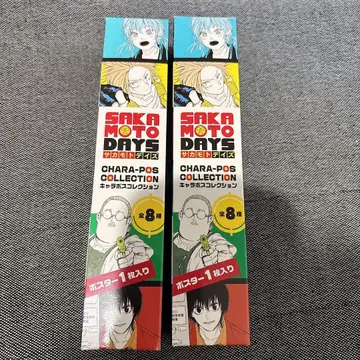 SAKA
MOTO
DAYS
サカモトデイズ
CHARA-POS
COLLECTION
キャラポスコレクション
全8種
ポスター1枚入り
SAKA
MOTO
DAYS
サカモトデイズ
CHARA-POS
COLLECTION
キャラポスコレクション
全8種
ポスター1枚入り